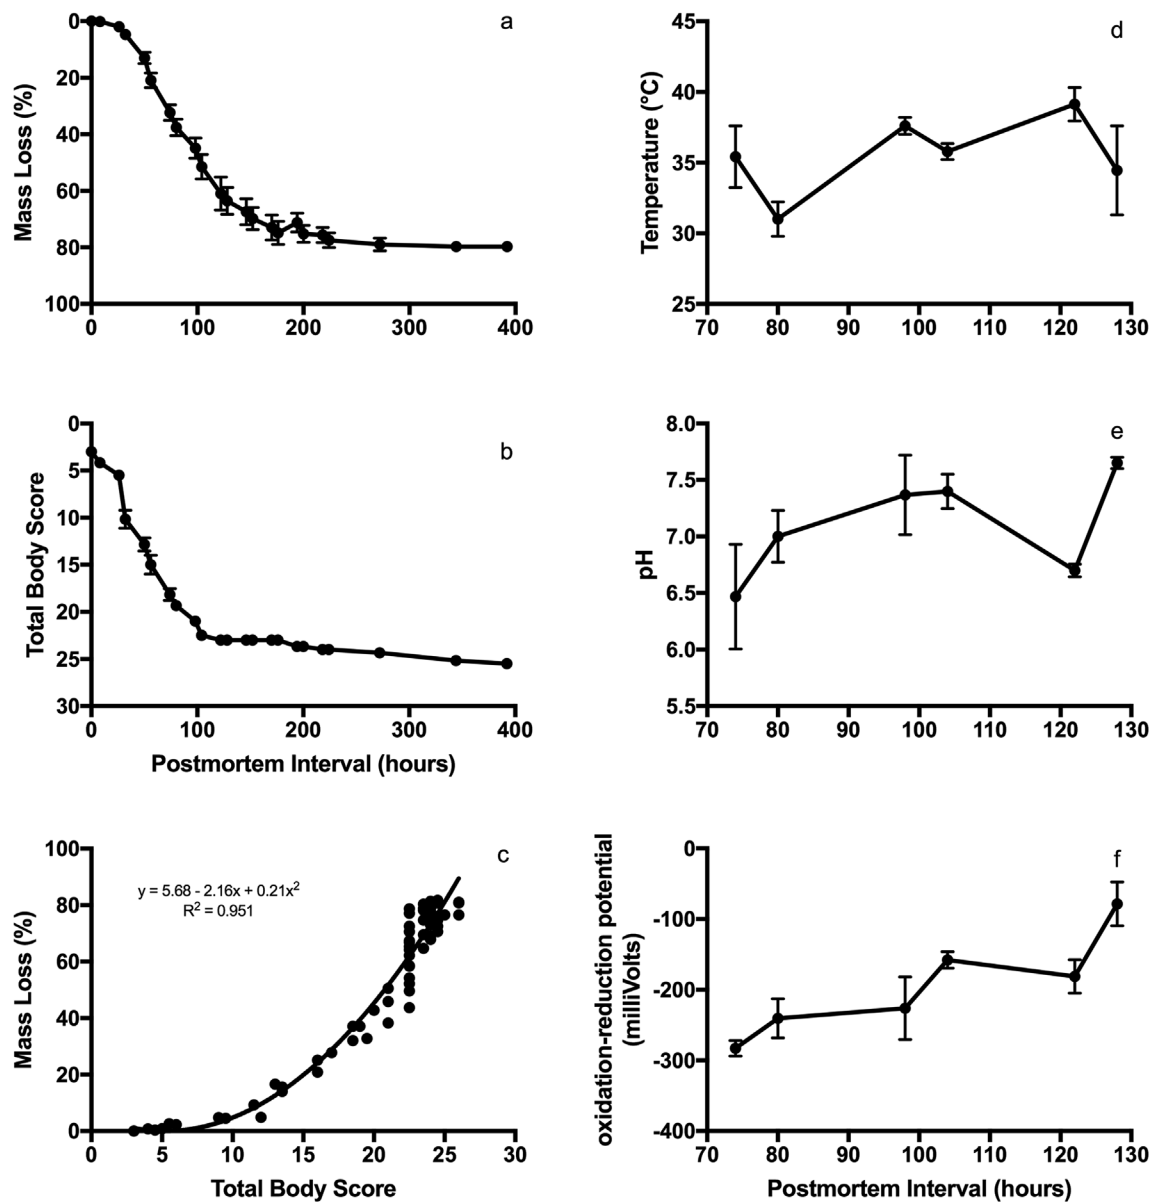 a
Mass Loss (%)
0
20
40
60
80
100
0 100 200 300 400
b
Total Body Score
0
5
10
15
20
25
30
0 100 200 300 400
Postmortem Interval (hours)
c
Mass Loss (%)
100
80
60
40
20
0
y = 5.68 - 2.16x + 0.21x²
R² = 0.951
0 5 10 15 20 25 30
Total Body Score
d
Temperature (°C)
45
40
35
30
25
70 80 90 100 110 120 130
e
pH
8.0
7.5
7.0
6.5
6.0
5.5
70 80 90 100 110 120 130
f
oxidation-reduction potential
(milliVolts)
0
-100
-200
-300
-400
70 80 90 100 110 120 130
Postmortem Interval (hours)